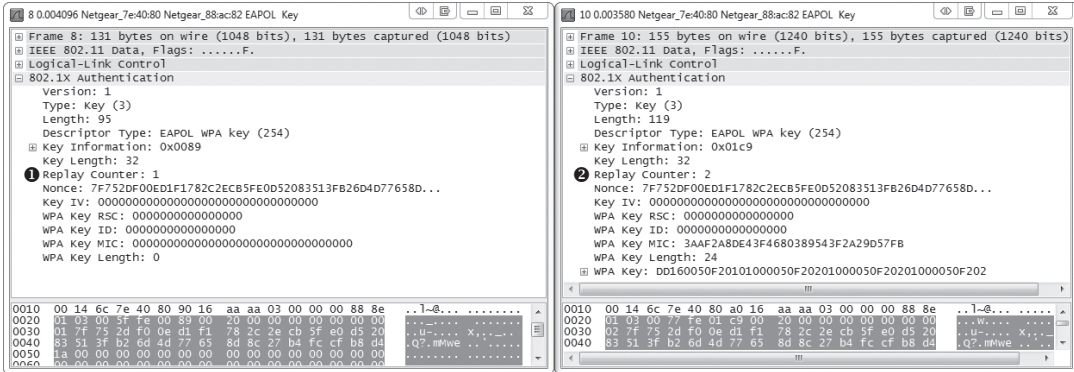 8 0.004096 Netgear_7e:40:80 Netgear_88:ac:82 EAPOL Key
Frame 8: 131 bytes on wire (1048 bits), 131 bytes captured (1048 bits)
IEEE 802.11 Data, Flags: ......F.
Logical-Link Control
802.1X Authentication
Version: 1
Type: Key (3)
Length: 95
Descriptor Type: EAPOL WPA key (254)
Key Information: 0x0089
Key Length: 32
❶ Replay Counter: 1
Nonce: 7F752DF00ED1F1782C2ECB5FE0D52083513FB26D4D77658D...
Key IV: 00000000000000000000000000000000
WPA Key RSC: 0000000000000000
WPA Key ID: 0000000000000000
WPA Key MIC: 00000000000000000000000000000000
WPA Key Length: 0
0010 00 14 6c 7e 40 80 90 16 aa aa 03 00 00 00 88 8e ..l~@... ........
0020 01 03 00 5f fe 00 89 00 20 00 00 00 00 00 00 00 ..._.... ........
0030 01 7f 75 2d f0 0e d1 f1 78 2c 2e cb 5f e0 d5 20 ..u-.... x,.._..
0040 83 51 3f b2 6d 4d 77 65 8d 8c 27 b4 fc cf b8 d4 .Q?.mMwe ..'.....
0050 1a 00 00 00 00 00 00 00 00 00 00 00 00 00 00 00 ........ ........
10 0.003580 Netgear_7e:40:80 Netgear_88:ac:82 EAPOL Key
Frame 10: 155 bytes on wire (1240 bits), 155 bytes captured (1240 bits)
IEEE 802.11 Data, Flags: ......F.
Logical-Link Control
802.1X Authentication
Version: 1
Type: Key (3)
Length: 119
Descriptor Type: EAPOL WPA key (254)
Key Information: 0x01c9
Key Length: 32
❷ Replay Counter: 2
Nonce: 7F752DF00ED1F1782C2ECB5FE0D52083513FB26D4D77658D...
Key IV: 00000000000000000000000000000000
WPA Key RSC: 0000000000000000
WPA Key ID: 0000000000000000
WPA Key MIC: 3AAF2A8DE43F4680389543F2A29D57FB
WPA Key Length: 24
WPA Key: DD160050F20101000050F20201000050F20201000050F202
0010 00 14 6c 7e 40 80 a0 16 aa aa 03 00 00 00 88 8e ..l~@... ........
0020 01 03 00 77 fe 01 c9 00 20 00 00 00 00 00 00 00 ...w.... ........
0030 01 7f 75 2d f0 0e d1 f1 78 2c 2e cb 5f e0 d5 20 ..u-.... x,.._..
0040 83 51 3f b2 6d 4d 77 65 8d 8c 27 b4 fc cf b8 d4 .Q?.mMwe ..'.....